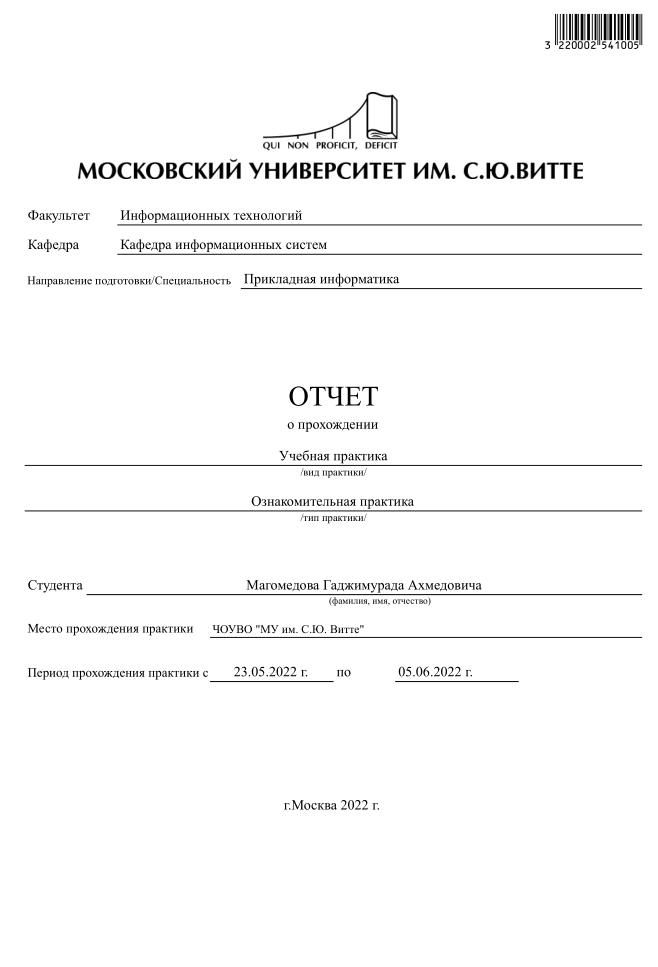 3 220002 541005
QUI NON PROFICIT, DEFICIT
МОСКОВСКИЙ УНИВЕРСИТЕТ ИМ. С.Ю.ВИТТЕ
Факультет Информационных технологий
Кафедра Кафедра информационных систем
Направление подготовки/Специальность Прикладная информатика
ОТЧЕТ
о прохождении
Учебная практика
/вид практики/
Ознакомительная практика
/тип практики/
Студента Магомедова Гаджимурада Ахмедовича
(фамилия, имя, отчество)
Место прохождения практики ЧОУВО "МУ им. С.Ю. Витте"
Период прохождения практики с 23.05.2022 г. по 05.06.2022 г.
г.Москва 2022 г.